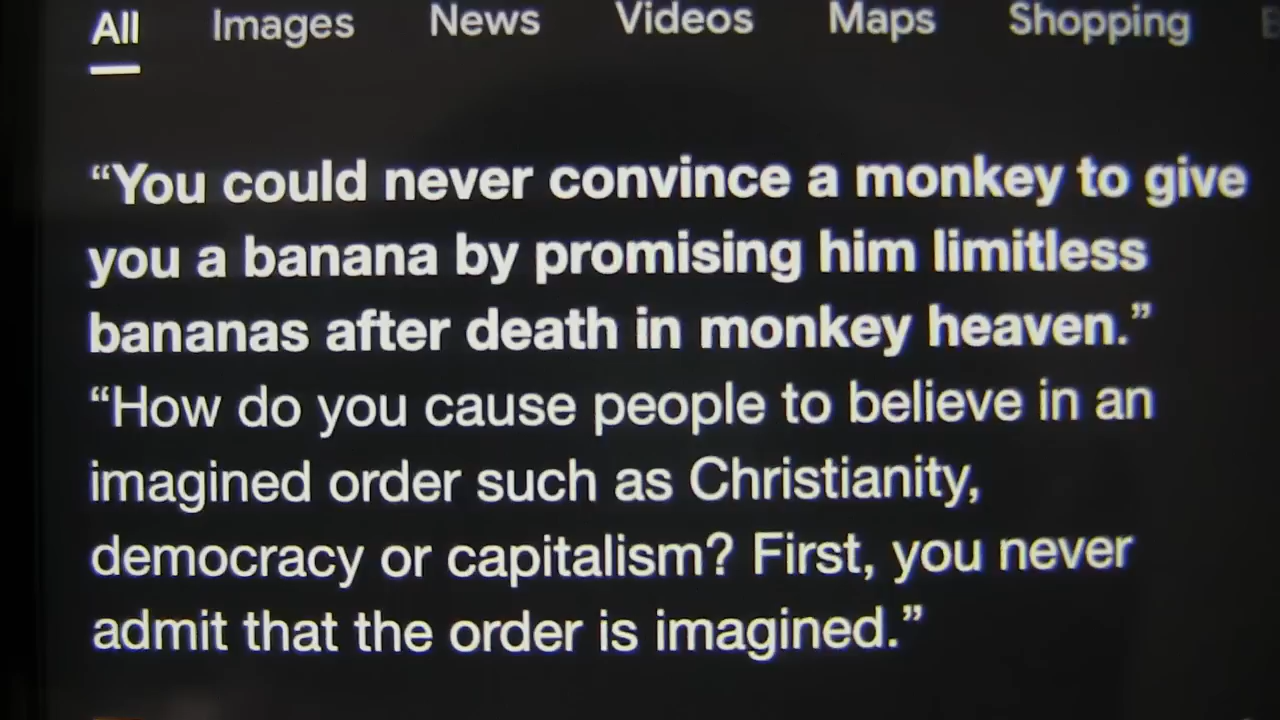 All Images News Videos Maps Shopping
“You could never convince a monkey to give
you a banana by promising him limitless
bananas after death in monkey heaven.”
“How do you cause people to believe in an
imagined order such as Christianity,
democracy or capitalism? First, you never
admit that the order is imagined.”